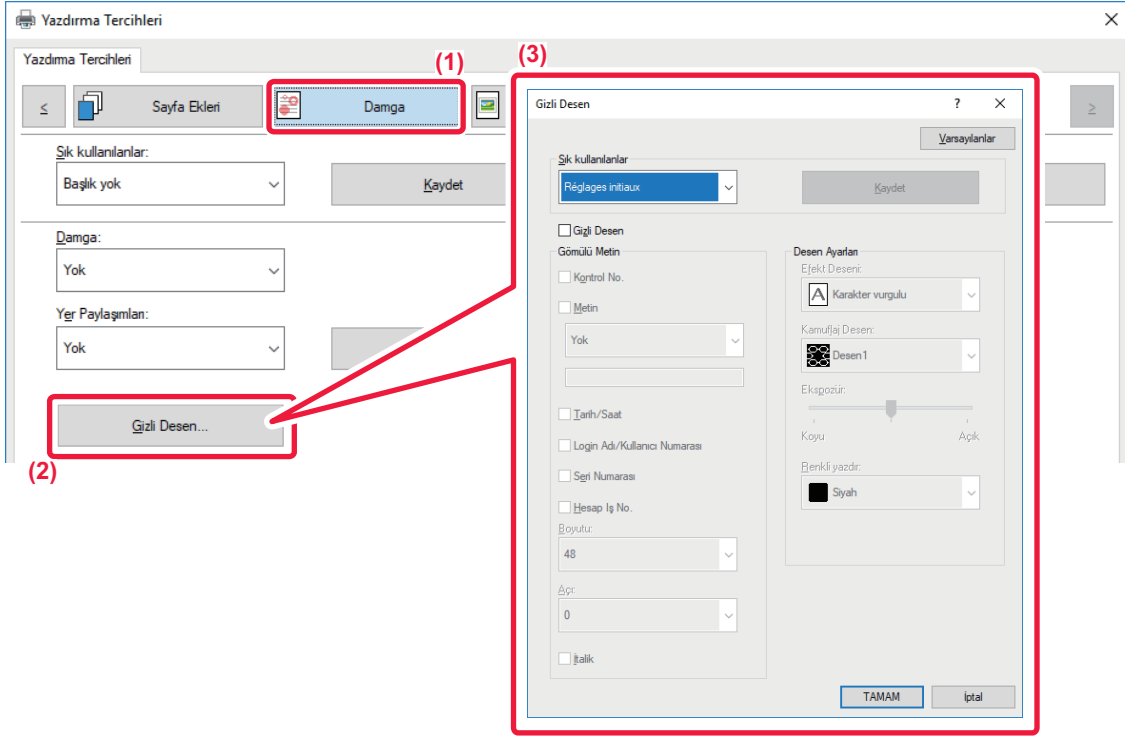 Yazdırma Tercihleri
Yazdırma Tercihleri
(1)
(3)
<
Sayfa Ekleri
Damga
>
Sık kullanılanlar:
Başlık yok
Kaydet
Damga:
Yok
Yer Paylaşımları:
Yok
Gizli Desen...
(2)
Gizli Desen
?
Varsayılanlar
Sık kullanılanlar
Réglages initiaux
Kaydet
Gizli Desen
Gömülü Metin
Kontrol No.
Metin
Yok
Tarih/Saat
Login Adı/Kullanıcı Numarası
Seri Numarası
Hesap Iş No.
Boyutu:
48
Açı:
0
İtalik
Desen Ayarları
Efekt Deseni:
A Karakter vurgulu
Kamuflaj Desen:
Desen1
Ekspozür:
Koyu Açık
Renkli yazdır:
Siyah
TAMAM
İptal